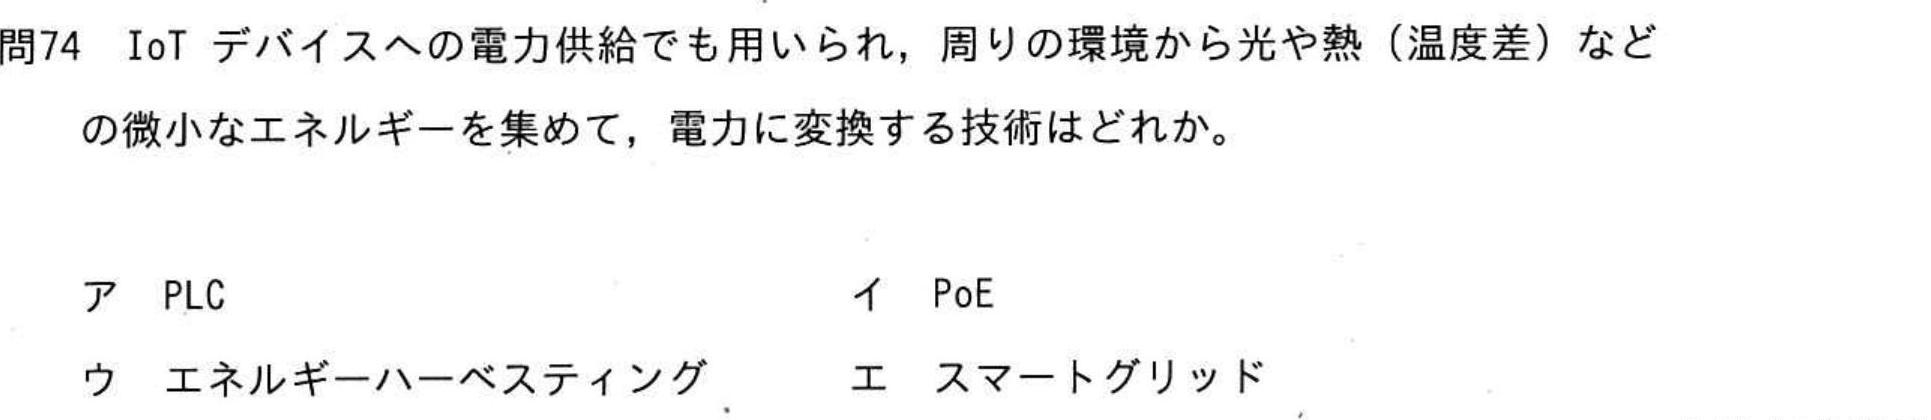 問74 IoT デバイスへの電力供給でも用いられ，周りの環境から光や熱（温度差）など
の微小なエネルギーを集めて，電力に変換する技術はどれか。
ア PLC イ PoE
ウ エネルギーハーベスティング エ スマートグリッド